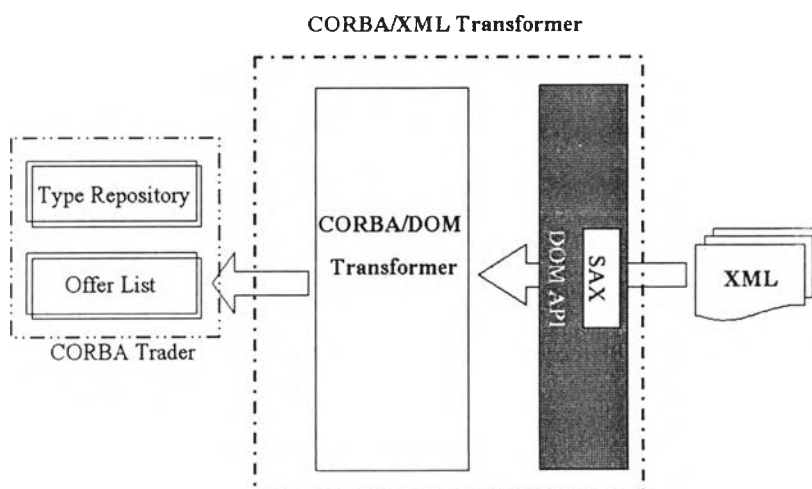 CORBA/XML Transformer
Type Repository
Offer List
CORBA Trader
CORBA/DOM
Transformer
DOM API
SAX
XML